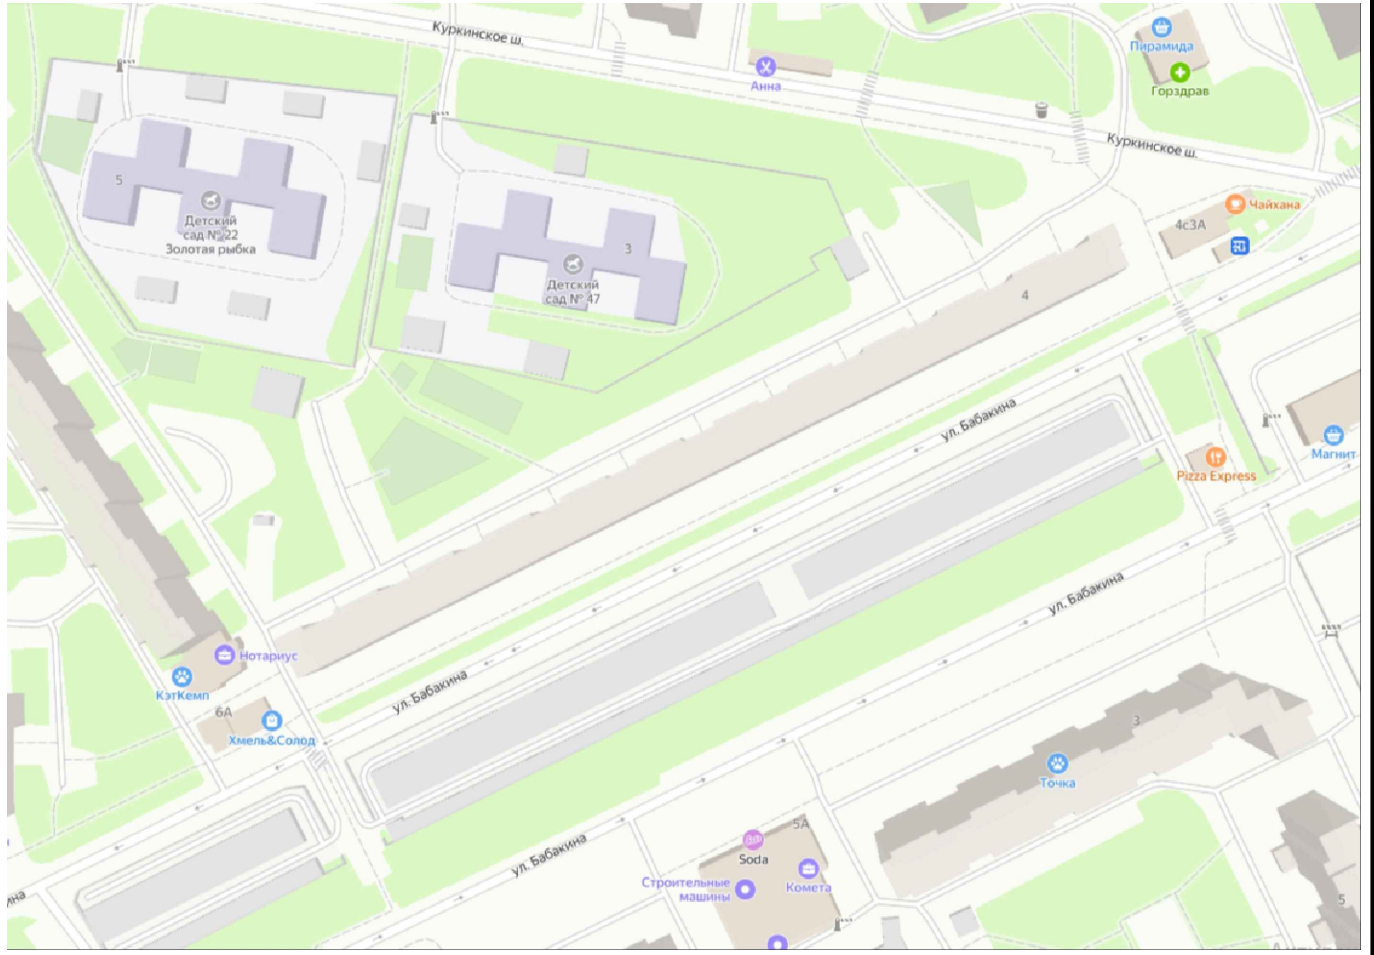 Куркинское ш.
Пирамида
Горздрав
Анна
Куркинское ш.
5
Детский
сад № 22
Золотая рыбка
3
Детский
сад № 47
Чайхана
4с3А
4
ул. Бабакина
Магнит
Pizza Express
ул. Бабакина
Нотариус
КэтКемп
6А
Хмель&Солод
ул. Бабакина
3
Точка
5А
Soda
ул. Бабакина
Строительные
машины
Комета
5